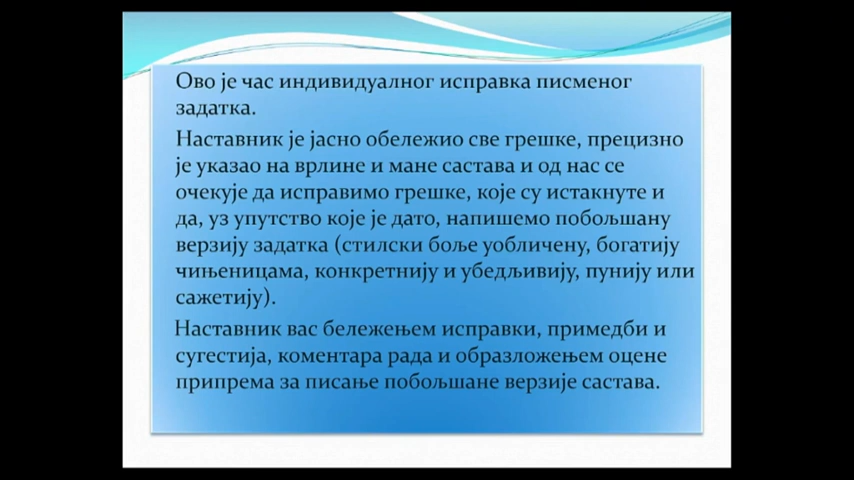 Ово је час индивидуалног исправка писменог
задатка.
Наставник је јасно обележио све грешке, прецизно
је указао на врлине и мане састава и од нас се
очекује да исправимо грешке, које су истакнуте и
да, уз упутство које је дато, напишемо побољшану
верзију задатка (стилски боље уобличену, богатију
чињеницама, конкретнију и убедљивију, пунију или
сажетију).
Наставник вас бележењем исправки, примедби и
сугестија, коментара рада и образложењем оцене
припрема за писање побољшане верзије састава.